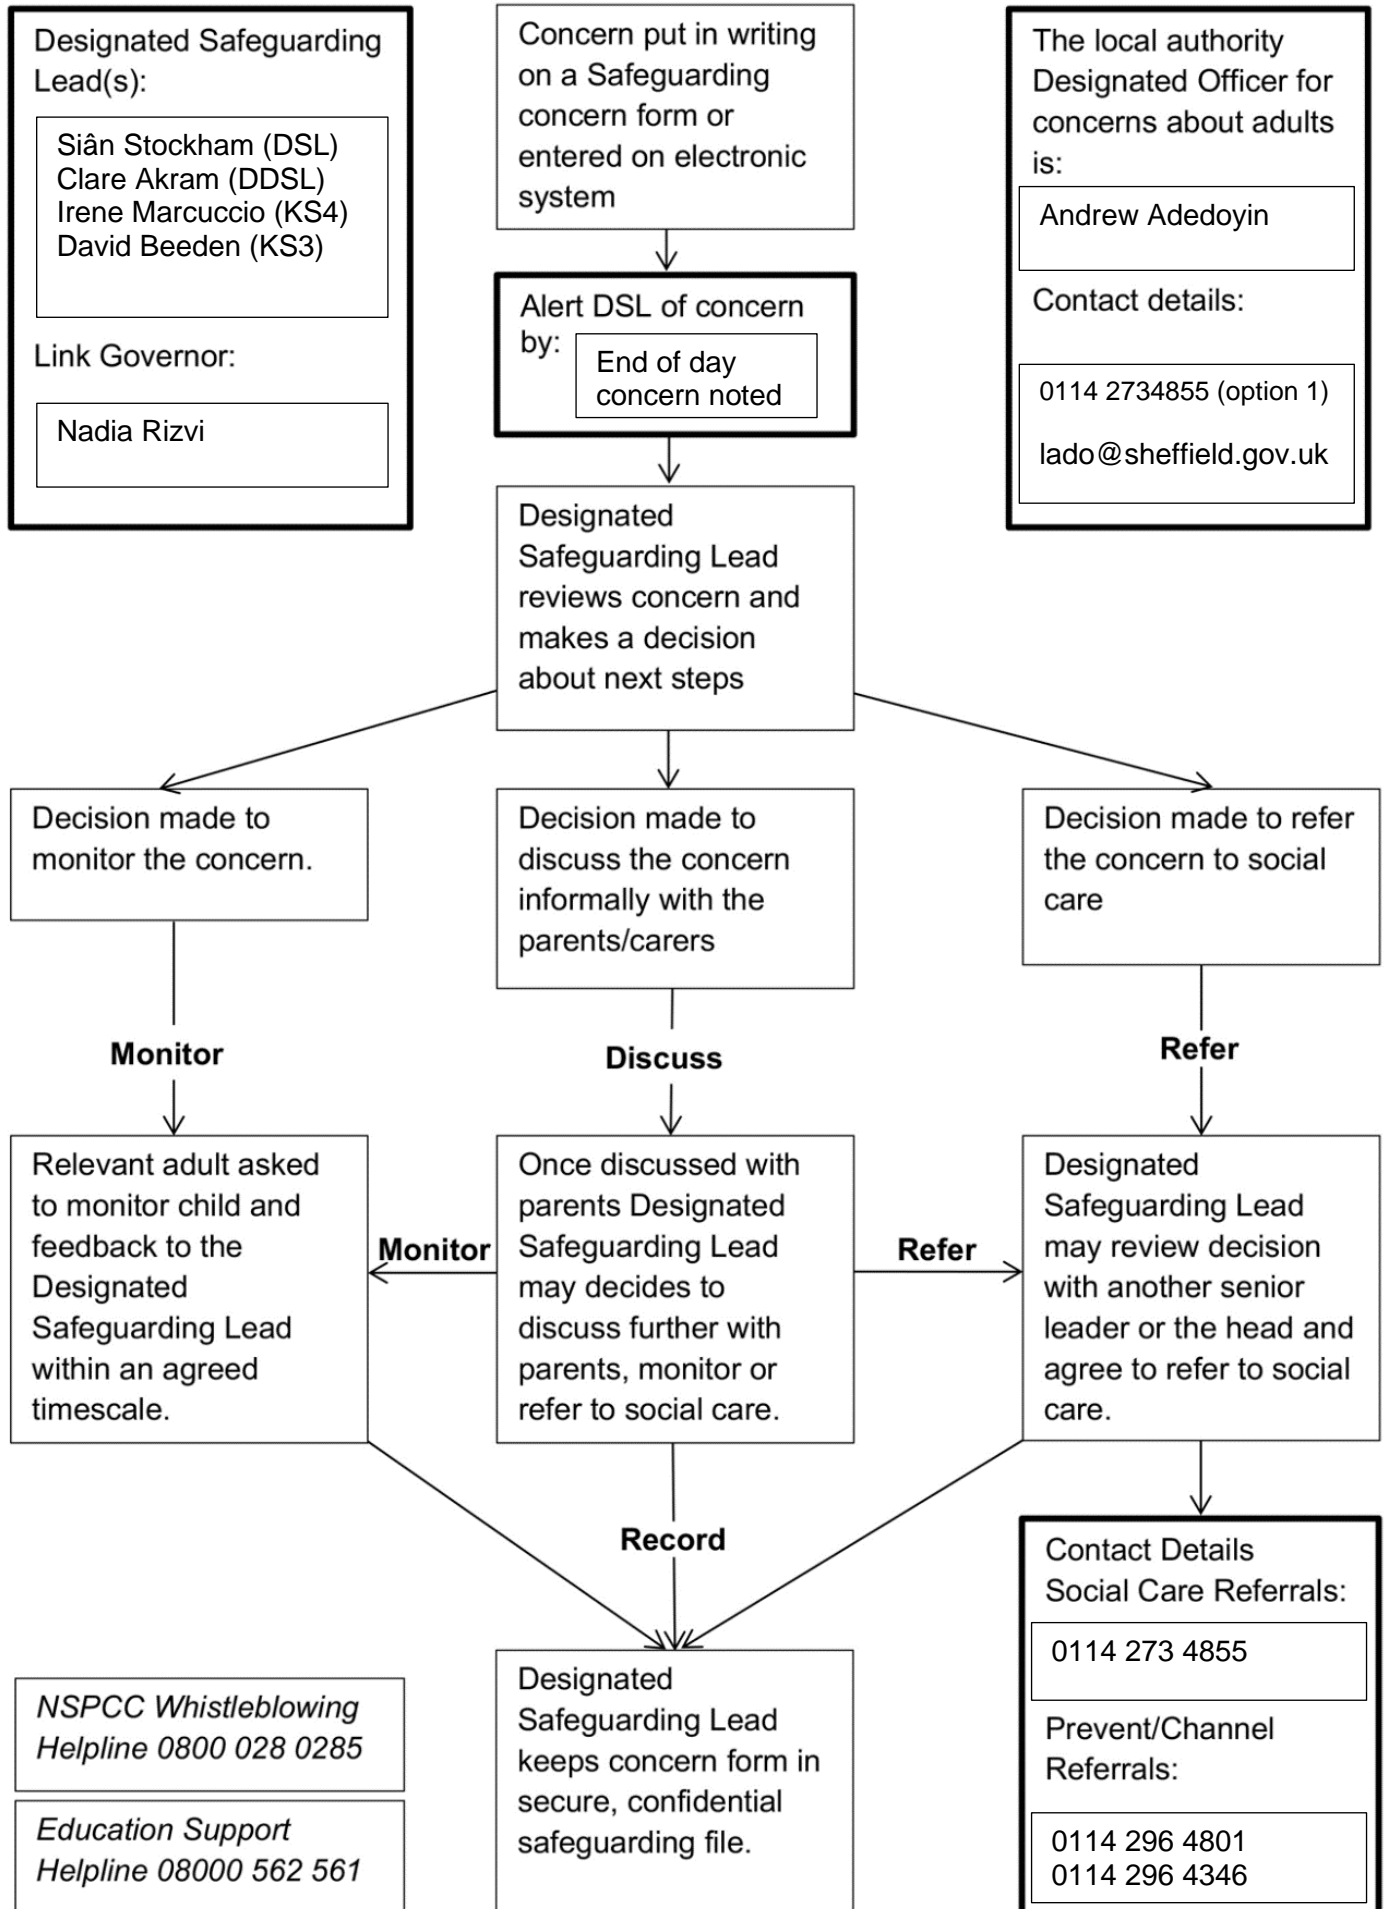 Designated Safeguarding
Lead(s):
Siân Stockham (DSL)
Clare Akram (DDSL)
Irene Marcuccio (KS4)
David Beeden (KS3)
Link Governor:
Nadia Rizvi
Concern put in writing
on a Safeguarding
concern form or
entered on electronic
system
Alert DSL of concern
by:
End of day
concern noted
The local authority
Designated Officer for
concerns about adults
is:
Andrew Adedoyin
Contact details:
0114 2734855 (option 1)
lado@sheffield.gov.uk
Designated
Safeguarding Lead
reviews concern and
makes a decision
about next steps
Decision made to
monitor the concern.
Decision made to
discuss the concern
informally with the
parents/carers
Decision made to refer
the concern to social
care
Monitor
Discuss
Refer
Relevant adult asked
to monitor child and
feedback to the
Designated
Safeguarding Lead
within an agreed
timescale.
Monitor
Once discussed with
parents Designated
Safeguarding Lead
may decides to
discuss further with
parents, monitor or
refer to social care.
Refer
Designated
Safeguarding Lead
may review decision
with another senior
leader or the head and
agree to refer to social
care.
Record
NSPCC Whistleblowing
Helpline 0800 028 0285
Education Support
Helpline 08000 562 561
Designated
Safeguarding Lead
keeps concern form in
secure, confidential
safeguarding file.
Contact Details
Social Care Referrals:
0114 273 4855
Prevent/Channel
Referrals:
0114 296 4801
0114 296 4346